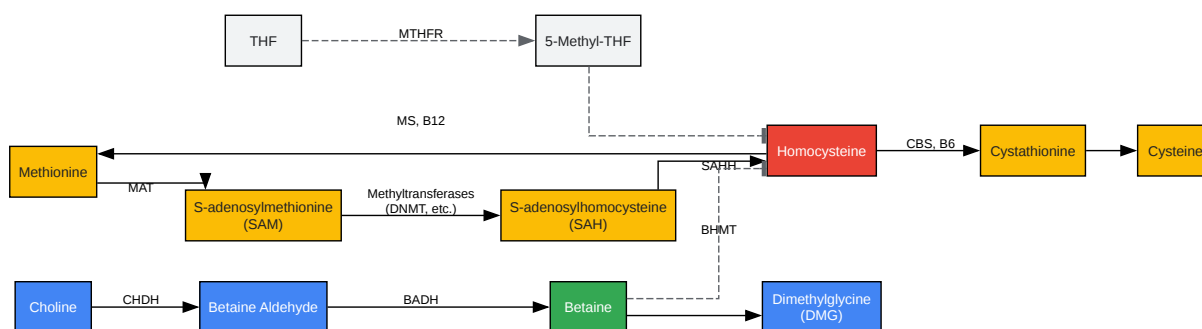 THF
MTHFR
5-Methyl-THF
MS, B12
Homocysteine
CBS, B6
Cystathionine
Cysteine
Methionine
MAT
SAHH
S-adenosylmethionine
(SAM)
Methyltransferases
(DNMT, etc.)
S-adenosylhomocysteine
(SAH)
BHMT
Choline
CHDH
Betaine Aldehyde
BADH
Betaine
Dimethylglycine
(DMG)